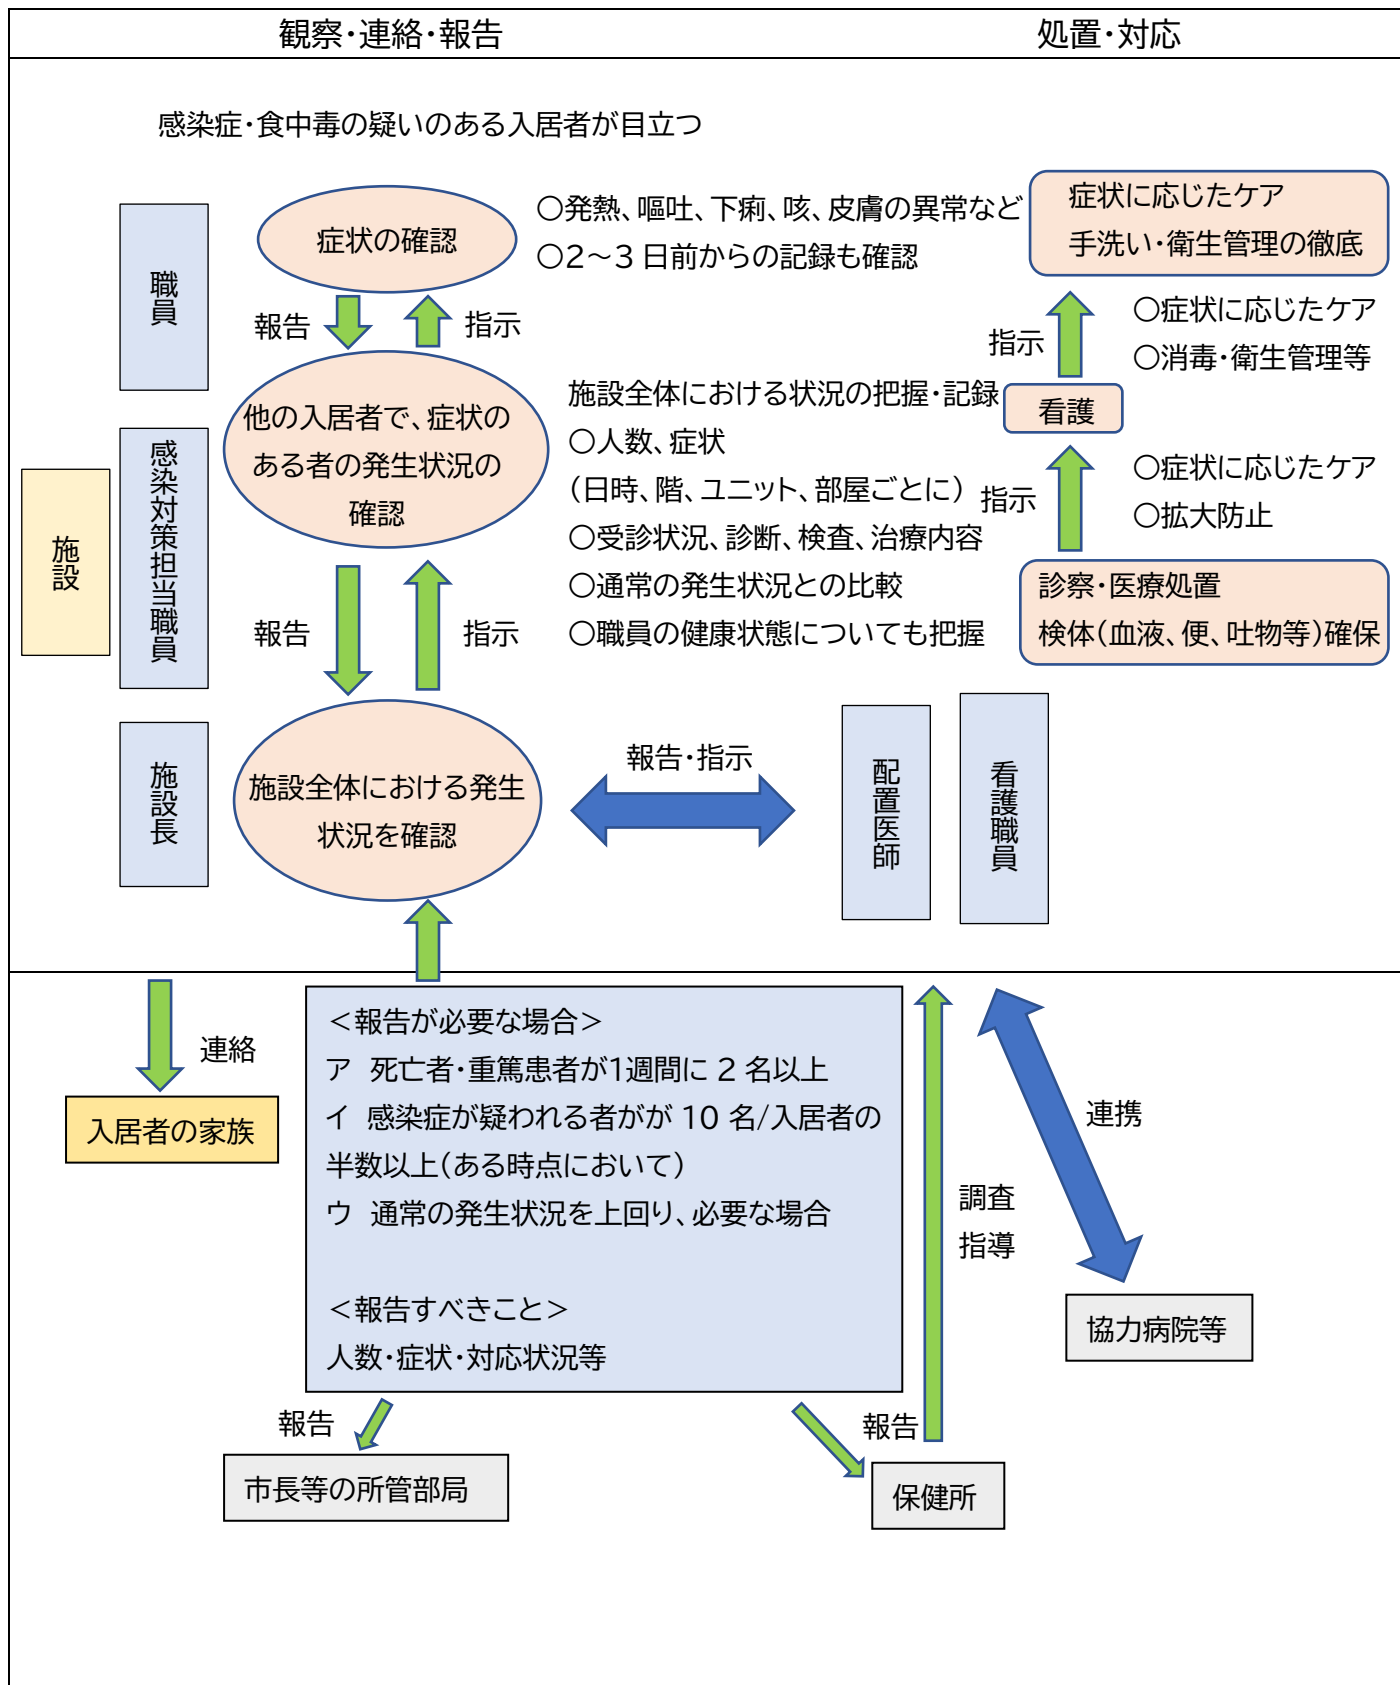 観察・連絡・報告
処置・対応
感染症・食中毒の疑いのある入居者が目立つ
職員
症状の確認
○発熱、嘔吐、下痢、咳、皮膚の異常など
○2～3 日前からの記録も確認
症状に応じたケア
手洗い・衛生管理の徹底
報告
指示
指示
○症状に応じたケア
○消毒・衛生管理等
施設
感染対策担当職員
他の入居者で、症状の
ある者の発生状況の
確認
施設全体における状況の把握・記録
○人数、症状
（日時、階、ユニット、部屋ごとに）
○受診状況、診断、検査、治療内容
○通常の発生状況との比較
○職員の健康状態についても把握
看護
指示
○症状に応じたケア
○拡大防止
診察・医療処置
検体（血液、便、吐物等）確保
報告
指示
施設長
施設全体における発生
状況を確認
報告・指示
配置医師
看護職員
連絡
入居者の家族
＜報告が必要な場合＞
ア 死亡者・重篤患者が1週間に 2 名以上
イ 感染症が疑われる者がが 10 名/入居者の
半数以上（ある時点において）
ウ 通常の発生状況を上回り、必要な場合
＜報告すべきこと＞
人数・症状・対応状況等
調査
指導
連携
協力病院等
報告
市長等の所管部局
報告
保健所